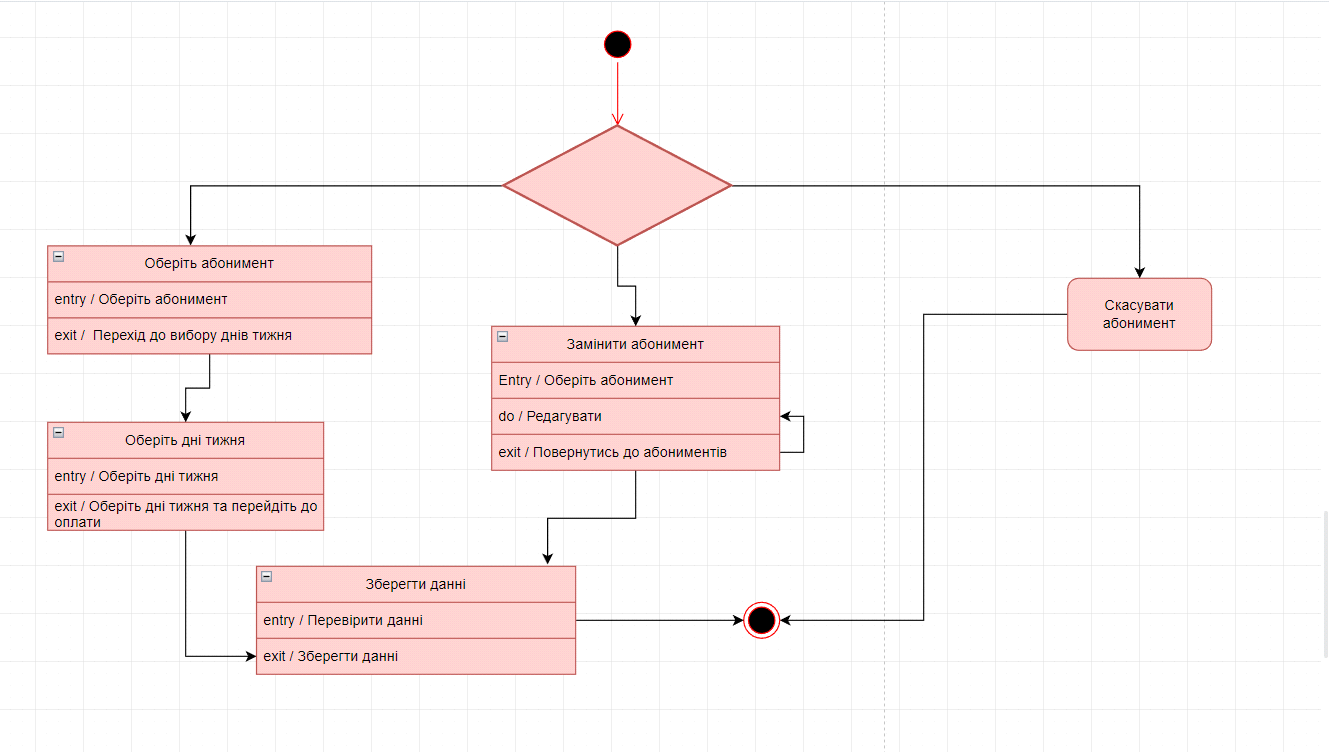 Оберіть абонимент
entry / Оберіть абонимент
exit /  Перехід до вибору днів тижня
Оберіть дні тижня
entry / Оберіть дні тижня
exit / Оберіть дні тижня та перейдіть до
оплати
Замінити абонимент
Entry / Оберіть абонимент
do / Редагувати
exit / Повернутись до абониментів
Скасувати
абонимент
Зберегти данні
entry / Перевірити данні
exit / Зберегти данні